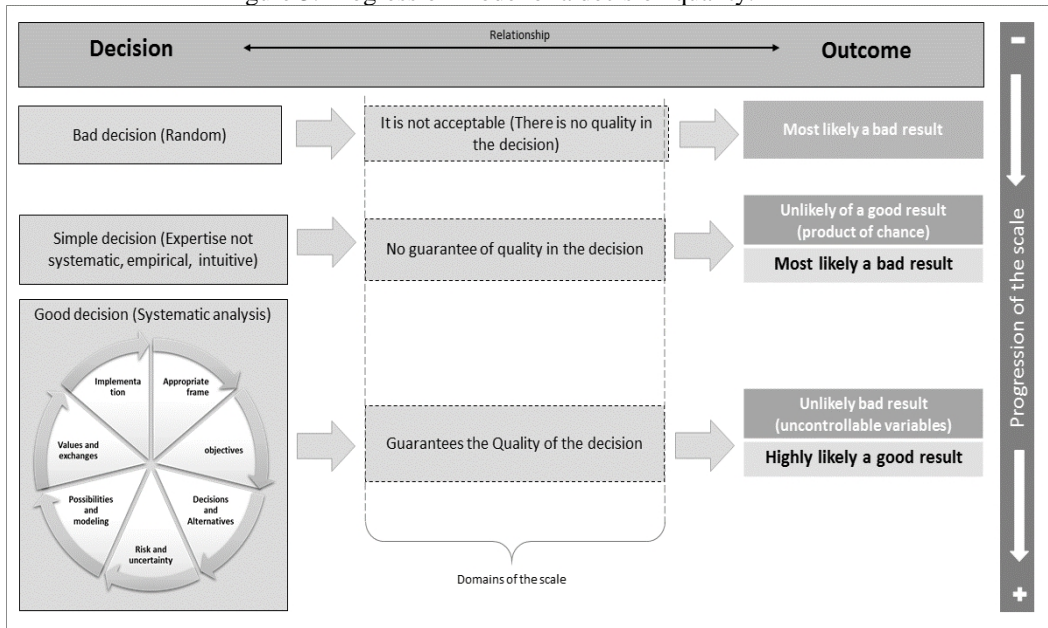 Decision
Relationship
Outcome
Bad decision (Random)
It is not acceptable (There is no quality in
the decision)
Most likely a bad result
Simple decision (Expertise not
systematic, empirical, intuitive)
No guarantee of quality in the decision
Unlikely of a good result
(product of chance)
Most likely a bad result
Good decision (Systematic analysis)
Implementa
tion
Appropriate
frame
Values and
exchanges
objectives
Possibilities
and
modeling
Decisions
and
Alternatives
Risk and
uncertainty
Guarantees the Quality of the decision
Unlikely bad result
(uncontrollable variables)
Highly likely a good result
Domains of the scale
-
Progression of the scale
+